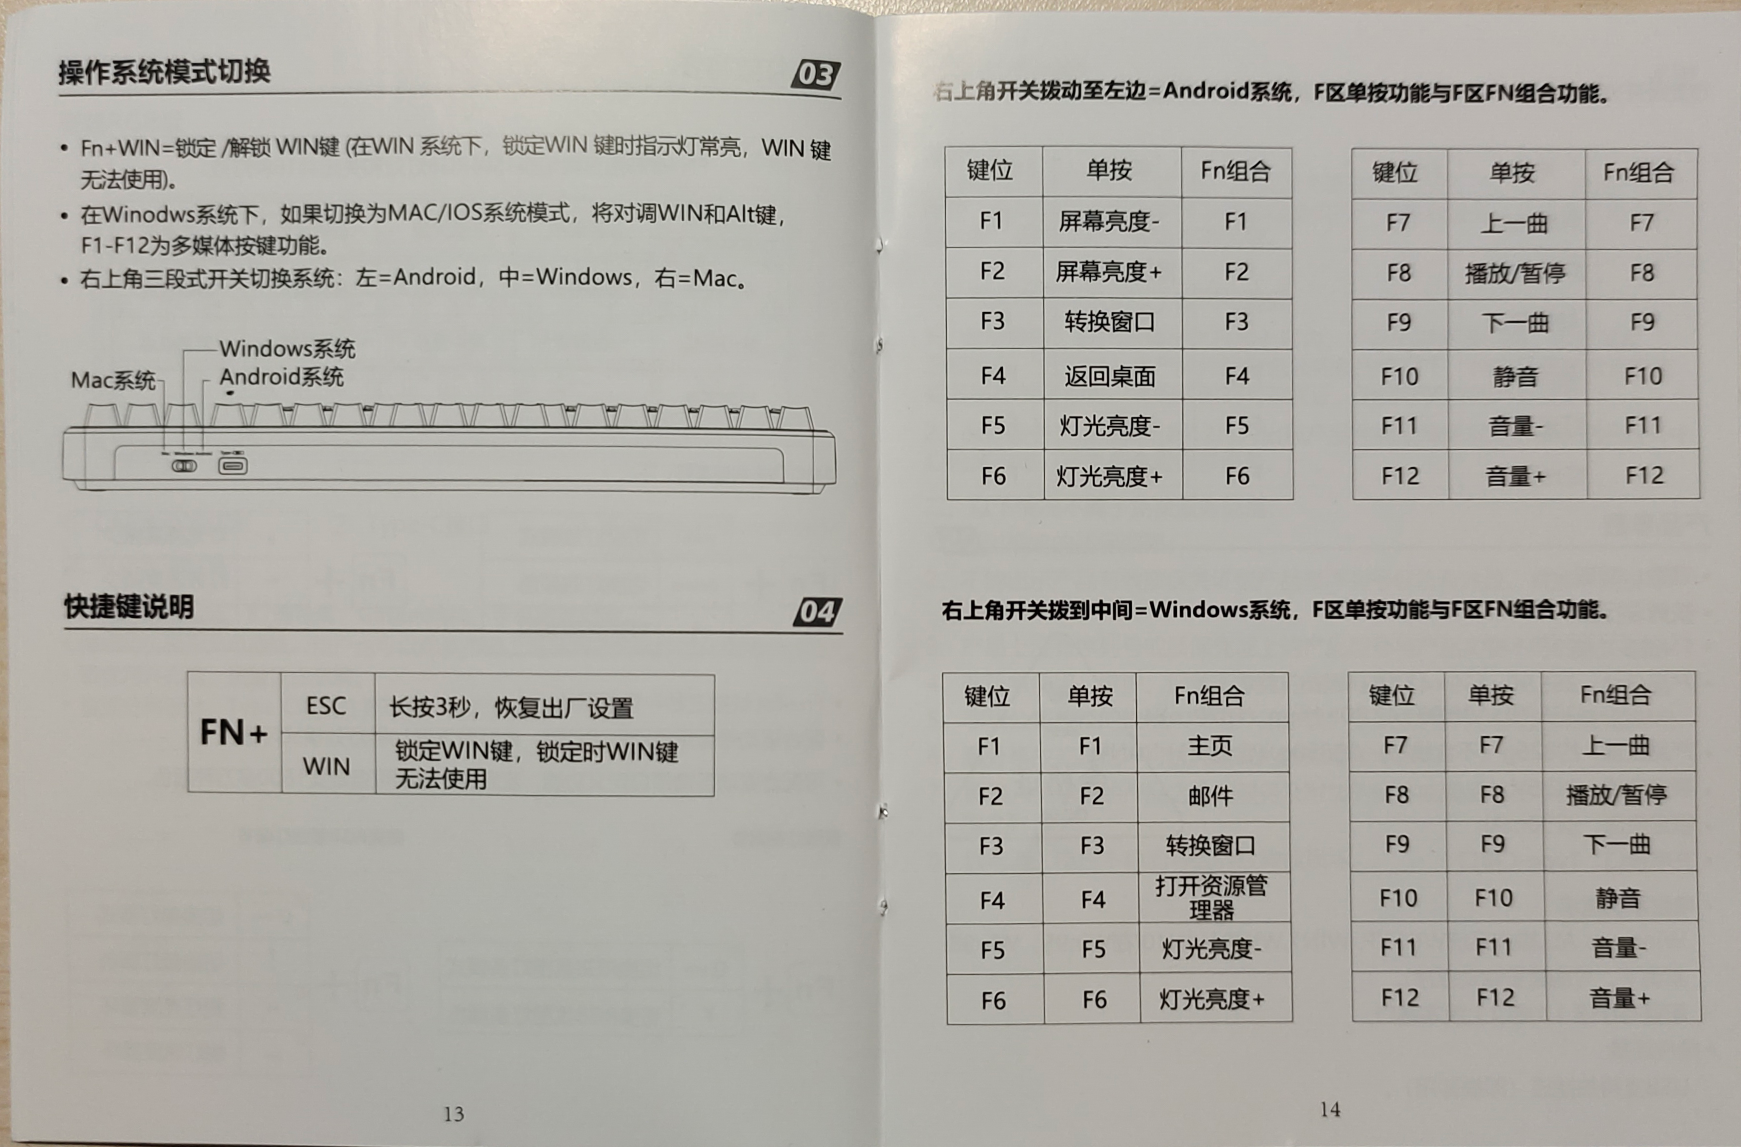 操作系统模式切换
03
• Fn+WIN=锁定 /解锁 WIN键 (在WIN 系统下，锁定WIN 键时指示灯常亮，WIN 键
无法使用)。
• 在Winodws系统下，如果切换为MAC/IOS系统模式，将对调WIN和Alt键，
F1-F12为多媒体按键功能。
• 右上角三段式开关切换系统：左=Android，中=Windows，右=Mac。
Windows系统
Mac系统
Android系统
快捷键说明
04
FN+
ESC 长按3秒，恢复出厂设置
WIN 锁定WIN键，锁定时WIN键
无法使用
13
右上角开关拨动至左边=Android系统，F区单按功能与F区FN组合功能。
键位 单按 Fn组合
F1 屏幕亮度- F1
F2 屏幕亮度+ F2
F3 转换窗口 F3
F4 返回桌面 F4
F5 灯光亮度- F5
F6 灯光亮度+ F6
键位 单按 Fn组合
F7 上一曲 F7
F8 播放/暂停 F8
F9 下一曲 F9
F10 静音 F10
F11 音量- F11
F12 音量+ F12
右上角开关拨到中间=Windows系统，F区单按功能与F区FN组合功能。
键位 单按 Fn组合
F1 F1 主页
F2 F2 邮件
F3 F3 转换窗口
F4 F4 打开资源管
理器
F5 F5 灯光亮度-
F6 F6 灯光亮度+
键位 单按 Fn组合
F7 F7 上一曲
F8 F8 播放/暂停
F9 F9 下一曲
F10 F10 静音
F11 F11 音量-
F12 F12 音量+
14